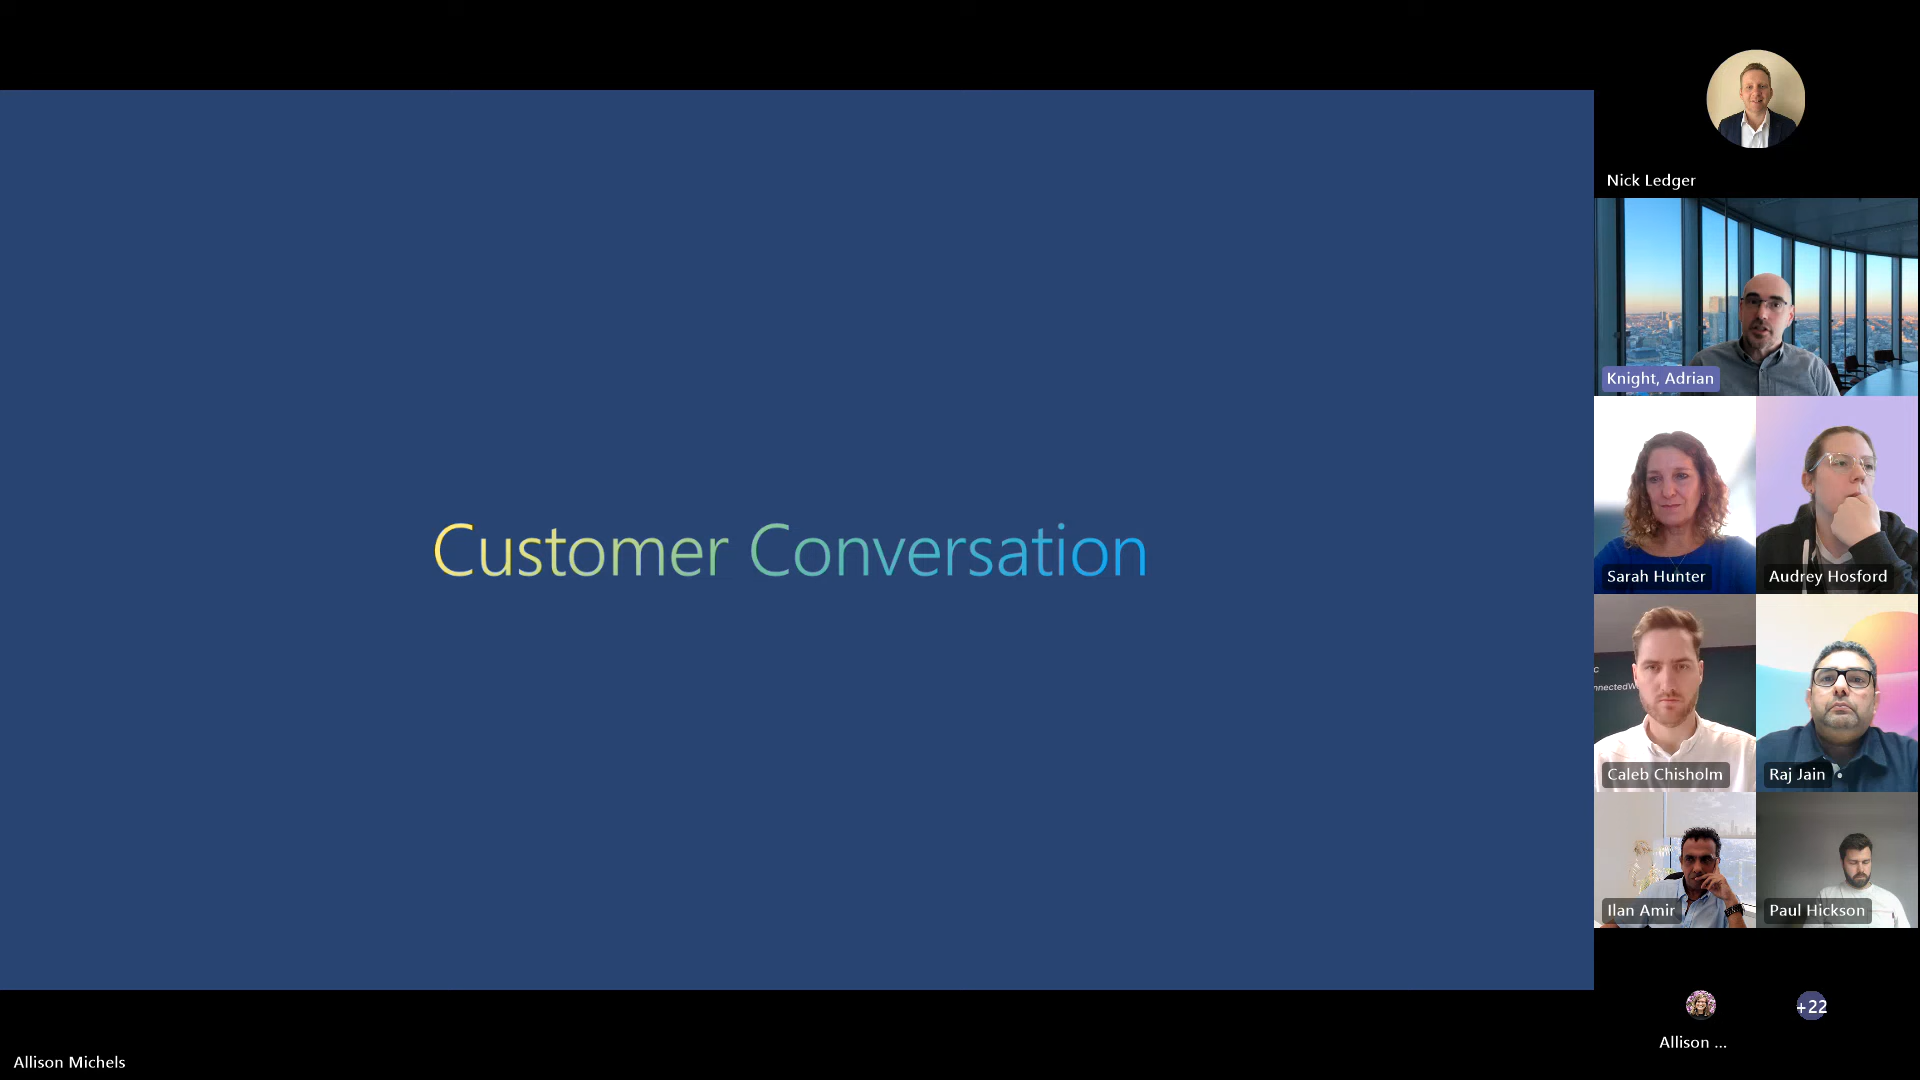 Customer Conversation
Nick Ledger
Knight, Adrian
Sarah Hunter
Audrey Hosford
Caleb Chisholm
Raj Jain
Ilan Amir
Paul Hickson
+22
Allison ...
Allison Michels